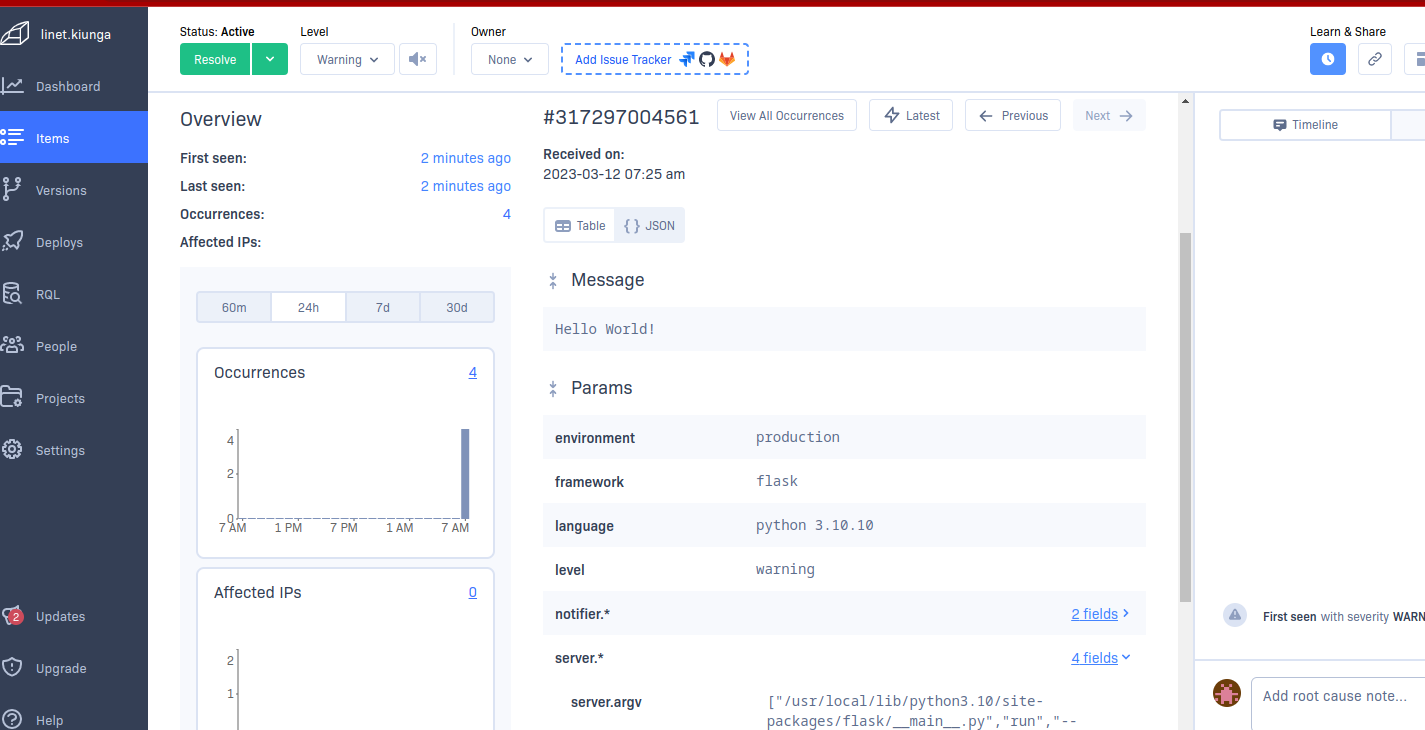 linet.kiunga
Dashboard
Items
Versions
Deploys
RQL
People
Projects
Settings
2
Updates
Upgrade
Help
Status: Active
Resolve
Level
Warning
Owner
None
Add Issue Tracker
Learn & Share
Overview
First seen: 2 minutes ago
Last seen: 2 minutes ago
Occurrences: 4
Affected IPs:
60m 24h 7d 30d
Occurrences 4
4
2
0
7 AM 1 PM 7 PM 1 AM 7 AM
Affected IPs 0
2
1
#317297004561
View All Occurrences
Latest
Previous
Next
Received on:
2023-03-12 07:25 am
Table
{ } JSON
Message
Hello World!
Params
environment production
framework flask
language python 3.10.10
level warning
notifier.* 2 fields
server.* 4 fields
server.argv ["/usr/local/lib/python3.10/site-
packages/flask/__main__.py","run","--
Timeline
First seen with severity WARN
Add root cause note...